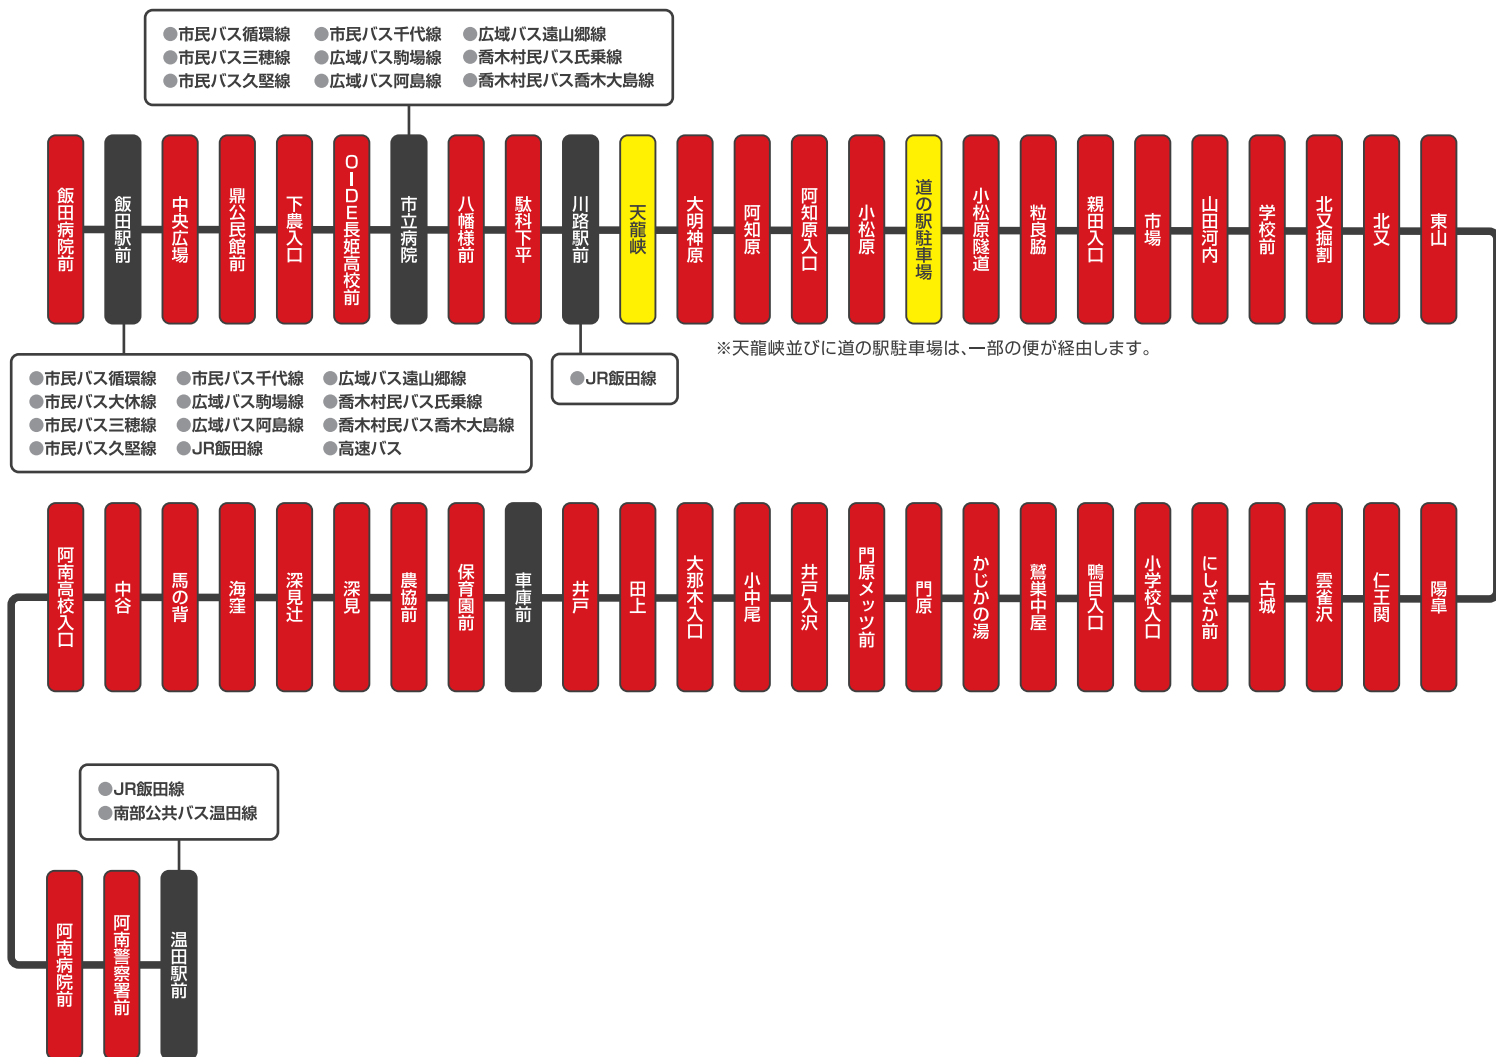 ●市民バス循環線 ●市民バス千代線 ●広域バス遠山郷線
●市民バス三穂線 ●広域バス駒場線 ●喬木村民バス氏乗線
●市民バス久堅線 ●広域バス阿島線 ●喬木村民バス喬木大島線
飯田病院前
飯田駅前
中央広場
鼎公民館前
下農入口
OIDE長姫高校前
市立病院
八幡様前
駄科下平
川路駅前
天龍峡
大明神原
阿知原
阿知原入口
小松原
道の駅駐車場
小松原隧道
粒良脇
親田入口
市場
山田河内
学校前
北又掘割
北又
東山
※天龍峡並びに道の駅駐車場は、一部の便が経由します。
●市民バス循環線 ●市民バス千代線 ●広域バス遠山郷線
●市民バス大休線 ●広域バス駒場線 ●喬木村民バス氏乗線
●市民バス三穂線 ●広域バス阿島線 ●喬木村民バス喬木大島線
●市民バス久堅線 ●JR飯田線 ●高速バス
●JR飯田線
陽皐
仁王関
雲雀沢
古城
にしざか前
小学校入口
鴨目入口
鷲巣中屋
かじかの湯
門原
門原メッツ前
井戸入沢
小中尾
大那木入口
田上
井戸
車庫前
保育園前
農協前
深見
深見辻
海窪
馬の背
中谷
阿南高校入口
●JR飯田線
●南部公共バス温田線
阿南病院前
阿南警察署前
温田駅前